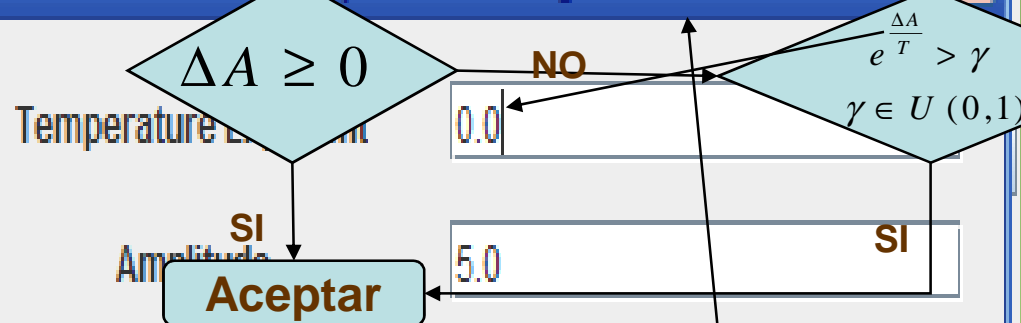 ΔA ≥ 0
NO
e^{ΔA/T} > γ
γ ∈ U (0,1)
Temperature
0.0
SI
SI
5.0
Aceptar